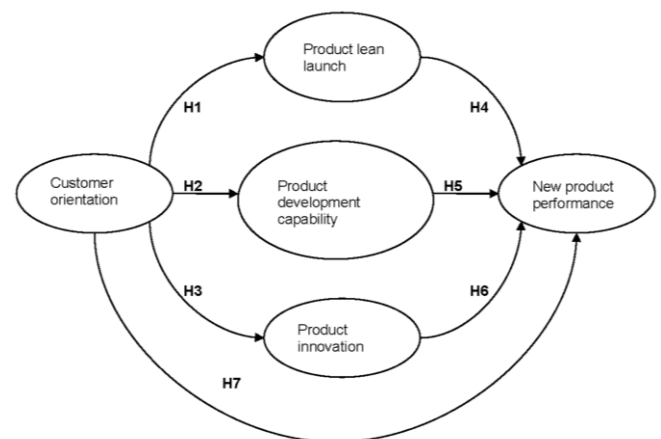 Product lean
launch
H1
H4
Customer
orientation
H2
Product
development
capability
H5
New product
performance
H3
H6
Product
innovation
H7